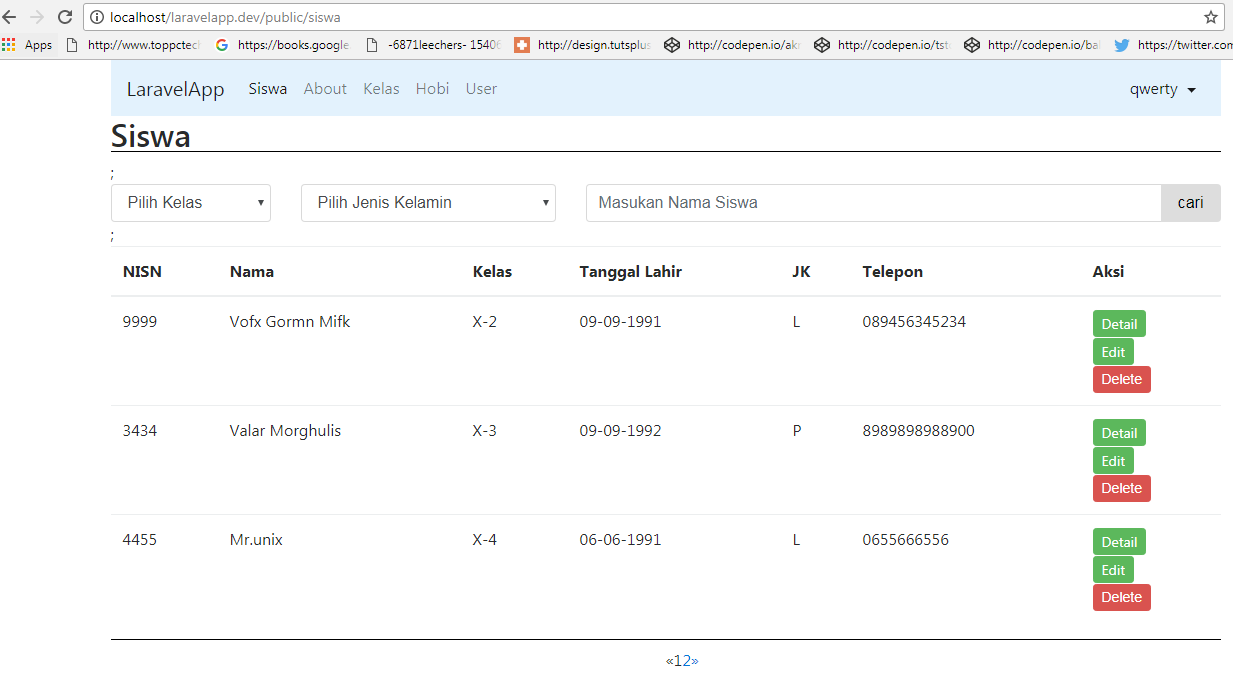 localhost/laravelapp.dev/public/siswa
Apps http://www.toppctech https://books.google. -6871leechers- 15406 http://design.tutsplus http://codepen.io/akr http://codepen.io/tst http://codepen.io/bal https://twitter.com
LaravelApp Siswa About Kelas Hobi User qwerty
Siswa
;
Pilih Kelas Pilih Jenis Kelamin Masukan Nama Siswa cari
;
NISN Nama Kelas Tanggal Lahir JK Telepon Aksi
9999 Vofx Gormn Mifk X-2 09-09-1991 L 089456345234 Detail
Edit
Delete
3434 Valar Morghulis X-3 09-09-1992 P 8989898988900 Detail
Edit
Delete
4455 Mr.unix X-4 06-06-1991 L 0655666556 Detail
Edit
Delete
«12»